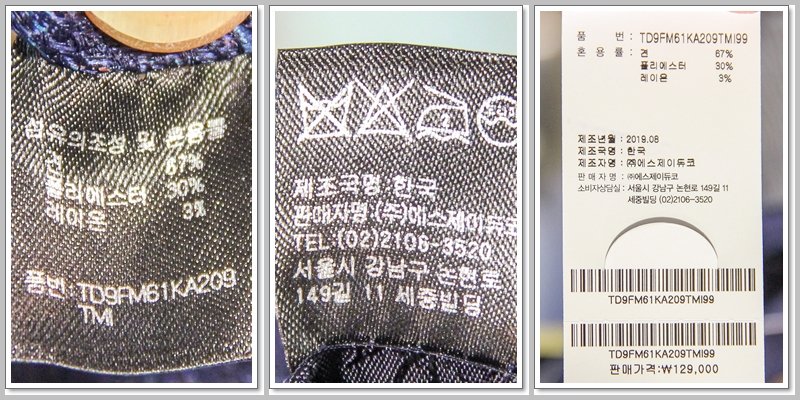 섬유의조성 및 혼용률
견 67%
폴리에스터 30%
레이온 3%
품번 TD9FM61KA209
TMI
제조국명 한국
판매자명 (주)에스제이듀코
TEL (02)2106-3520
서울시 강남구 논현로
149길 11 세종빌딩
품 번 : TD9FM61KA209TMI99
혼 용 률 : 견 67%
폴리에스터 30%
레이온 3%
제조년월 : 2019.08
제조국명 : 한국
제조자명 : ㈜에스제이듀코
판 매 자 명 : ㈜에스제이듀코
소비자상담실 : 서울시 강남구 논현로 149길 11
세종빌딩 (02)2106-3520
TD9FM61KA209TMI99
TD9FM61KA209TMI99
판매가격:₩129,000